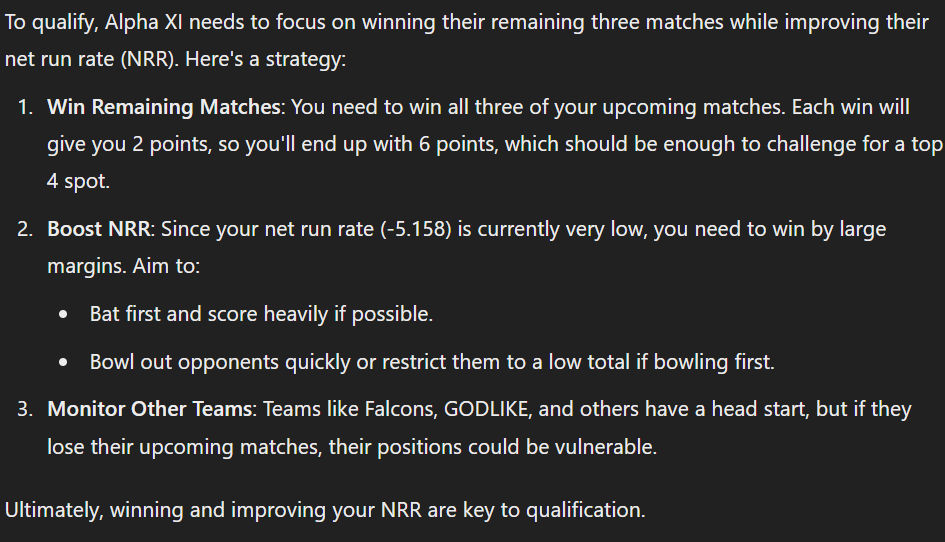 To qualify, Alpha XI needs to focus on winning their remaining three matches while improving their
net run rate (NRR). Here's a strategy:
1. Win Remaining Matches: You need to win all three of your upcoming matches. Each win will
give you 2 points, so you'll end up with 6 points, which should be enough to challenge for a top
4 spot.
2. Boost NRR: Since your net run rate (-5.158) is currently very low, you need to win by large
margins. Aim to:
• Bat first and score heavily if possible.
• Bowl out opponents quickly or restrict them to a low total if bowling first.
3. Monitor Other Teams: Teams like Falcons, GODLIKE, and others have a head start, but if they
lose their upcoming matches, their positions could be vulnerable.
Ultimately, winning and improving your NRR are key to qualification.